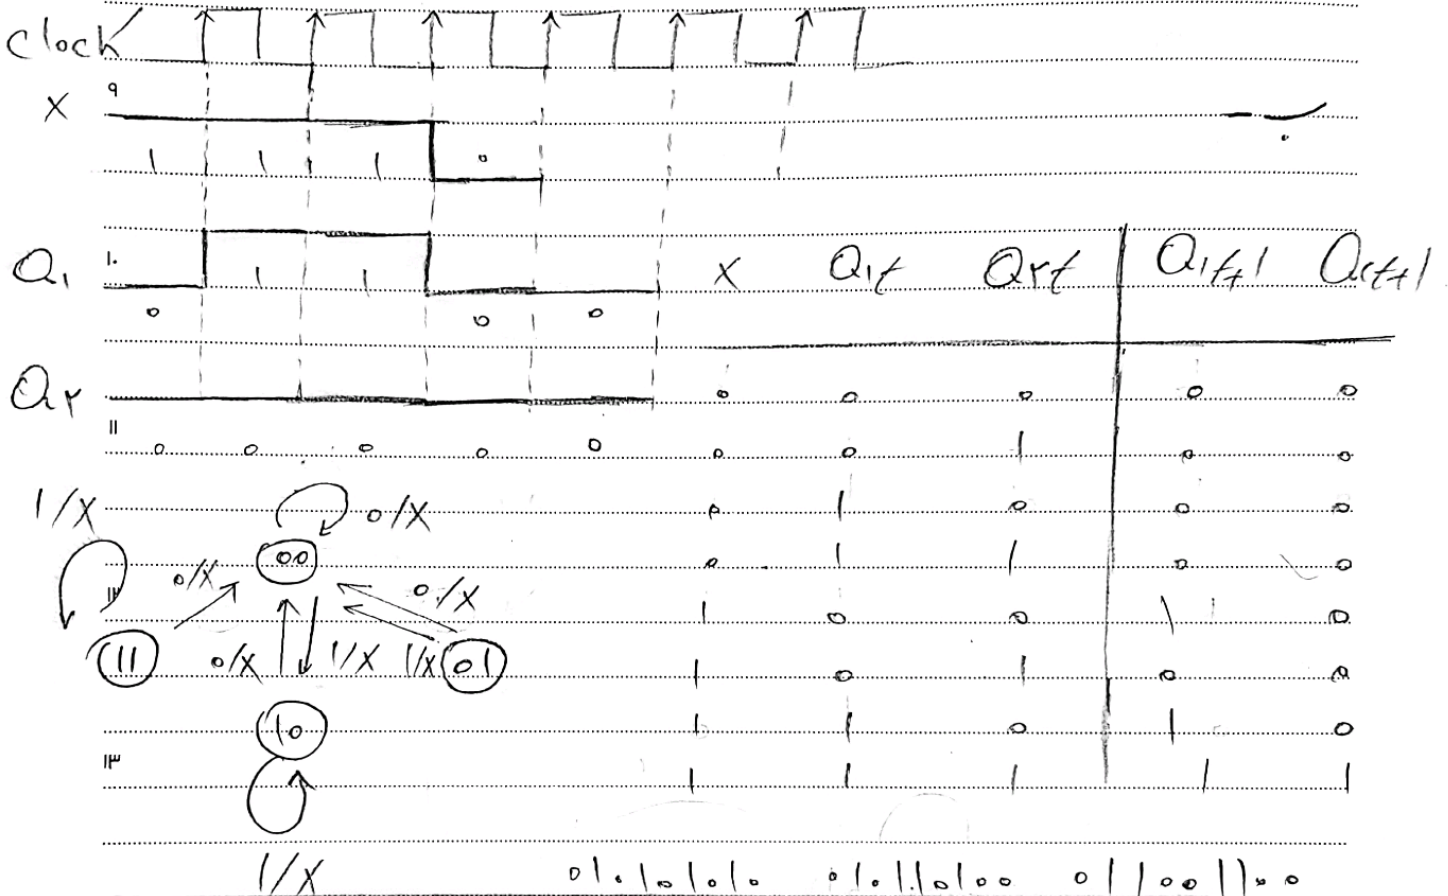 Clock
۹
X
1 1 1 0
۱۰
Q۱
0 1 1 0 0
Q۲
۱۱
0 0 0 0 0
X Q۱t Q۲t Q۱t+1 Q۲t+1
0 0 0 0 0
0 0 1 0 0
0 1 0 0 0
0 1 1 0 0
1 0 0 1 0
1 0 1 0 0
1 1 0 1 0
1 1 1 1 1
1/X 0/X
00
0/X 0/X
۱۲
11 0/X 1/X 1/X 01
10
۱۳
1/X